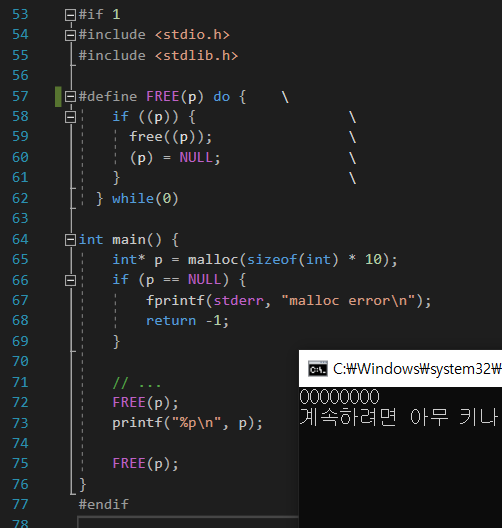 53 #if 1
54 #include <stdio.h>
55 #include <stdlib.h>
56
57 #define FREE(p) do {    \
58     if ((p)) {                   \
59       free((p));                 \
60       (p) = NULL;                \
61     }                            \
62   } while(0)
63
64 int main() {
65     int* p = malloc(sizeof(int) * 10);
66     if (p == NULL) {
67         fprintf(stderr, "malloc error\n");
68         return -1;
69     }
70
71     // ...
72     FREE(p);
73     printf("%p\n", p);
74
75     FREE(p);
76 }
77 #endif
78
C:\. C:₩Windows₩system32₩
00000000
계속하려면 아무 키나